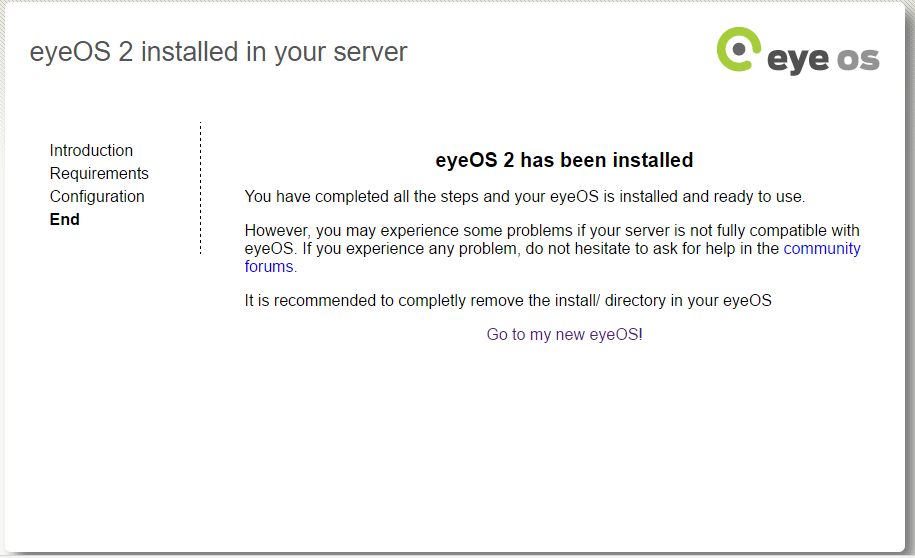 eyeOS 2 installed in your server
eye os
Introduction
Requirements
Configuration
End
eyeOS 2 has been installed
You have completed all the steps and your eyeOS is installed and ready to use.
However, you may experience some problems if your server is not fully compatible with
eyeOS. If you experience any problem, do not hesitate to ask for help in the community
forums.
It is recommended to completly remove the install/ directory in your eyeOS
Go to my new eyeOS!